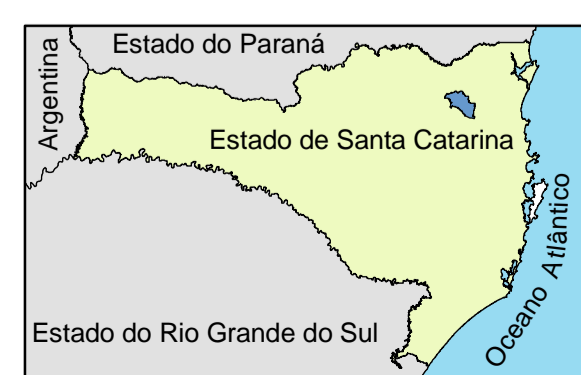 Estado do Paraná
Argentina
Estado de Santa Catarina
Oceano Atlântico
Estado do Rio Grande do Sul